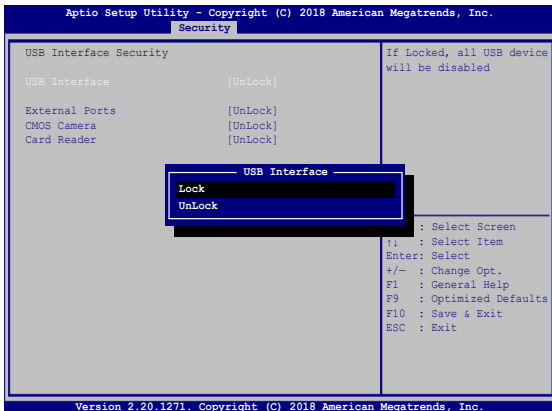 Aptio Setup Utility - Copyright (C) 2018 American Megatrends, Inc.
Security
USB Interface Security
USB Interface [UnLock]
External Ports [UnLock]
CMOS Camera [UnLock]
Card Reader [UnLock]
If Locked, all USB device
will be disabled
USB Interface
Lock
UnLock
: Select Screen
↑↓ : Select Item
Enter: Select
+/— : Change Opt.
F1 : General Help
F9 : Optimized Defaults
F10 : Save & Exit
ESC : Exit
Version 2.20.1271. Copyright (C) 2018 American Megatrends, Inc.